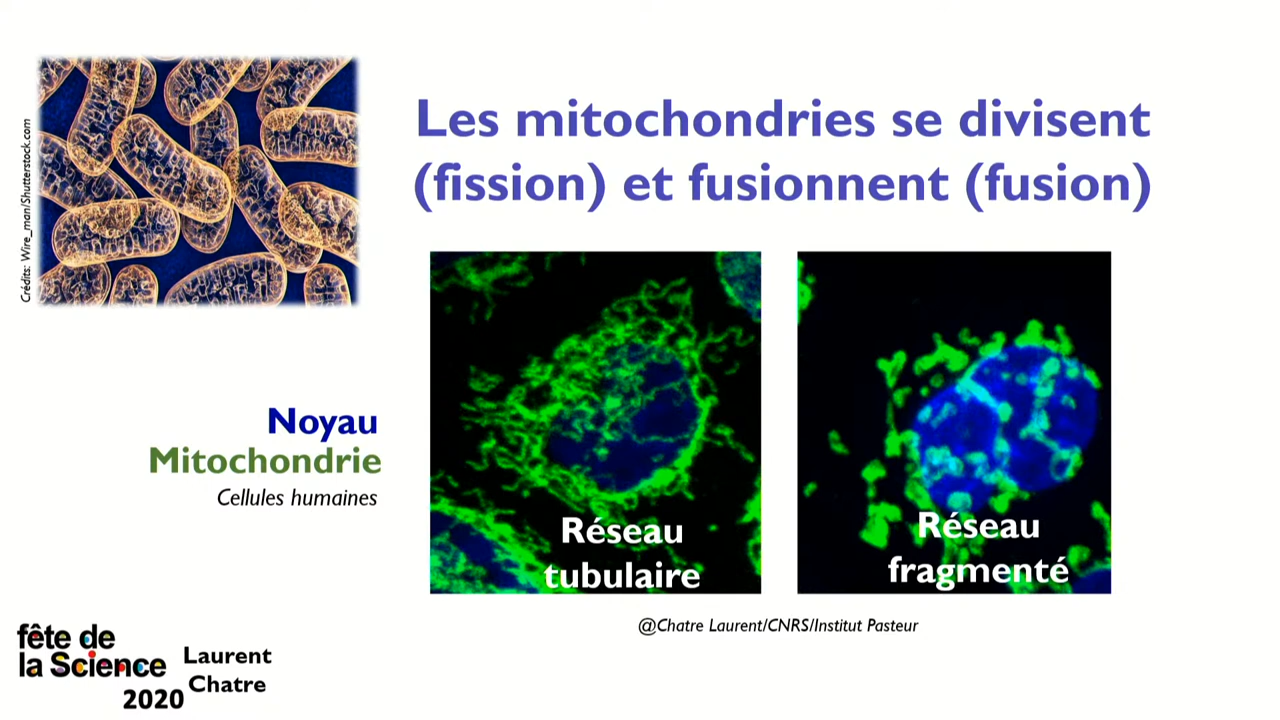 Crédits: Wire_man/Shutterstock.com
Les mitochondries se divisent
(fission) et fusionnent (fusion)
Noyau
Mitochondrie
Cellules humaines
Réseau
tubulaire
Réseau
fragmenté
@Chatre Laurent/CNRS/Institut Pasteur
fête de
la Science
2020
Laurent
Chatre